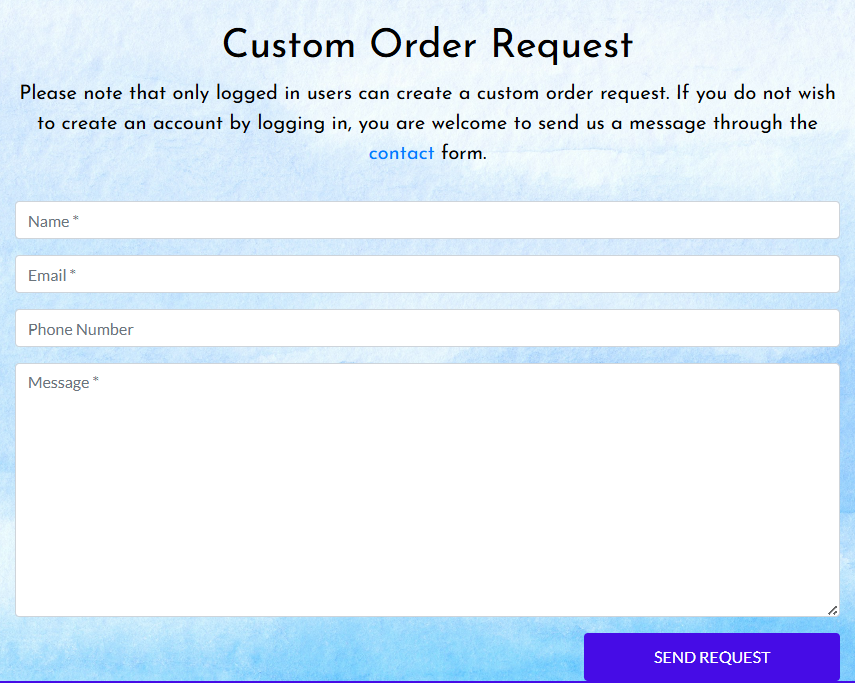 Custom Order Request
Please note that only logged in users can create a custom order request. If you do not wish
to create an account by logging in, you are welcome to send us a message through the
contact form.
Name *
Email *
Phone Number
Message *
SEND REQUEST